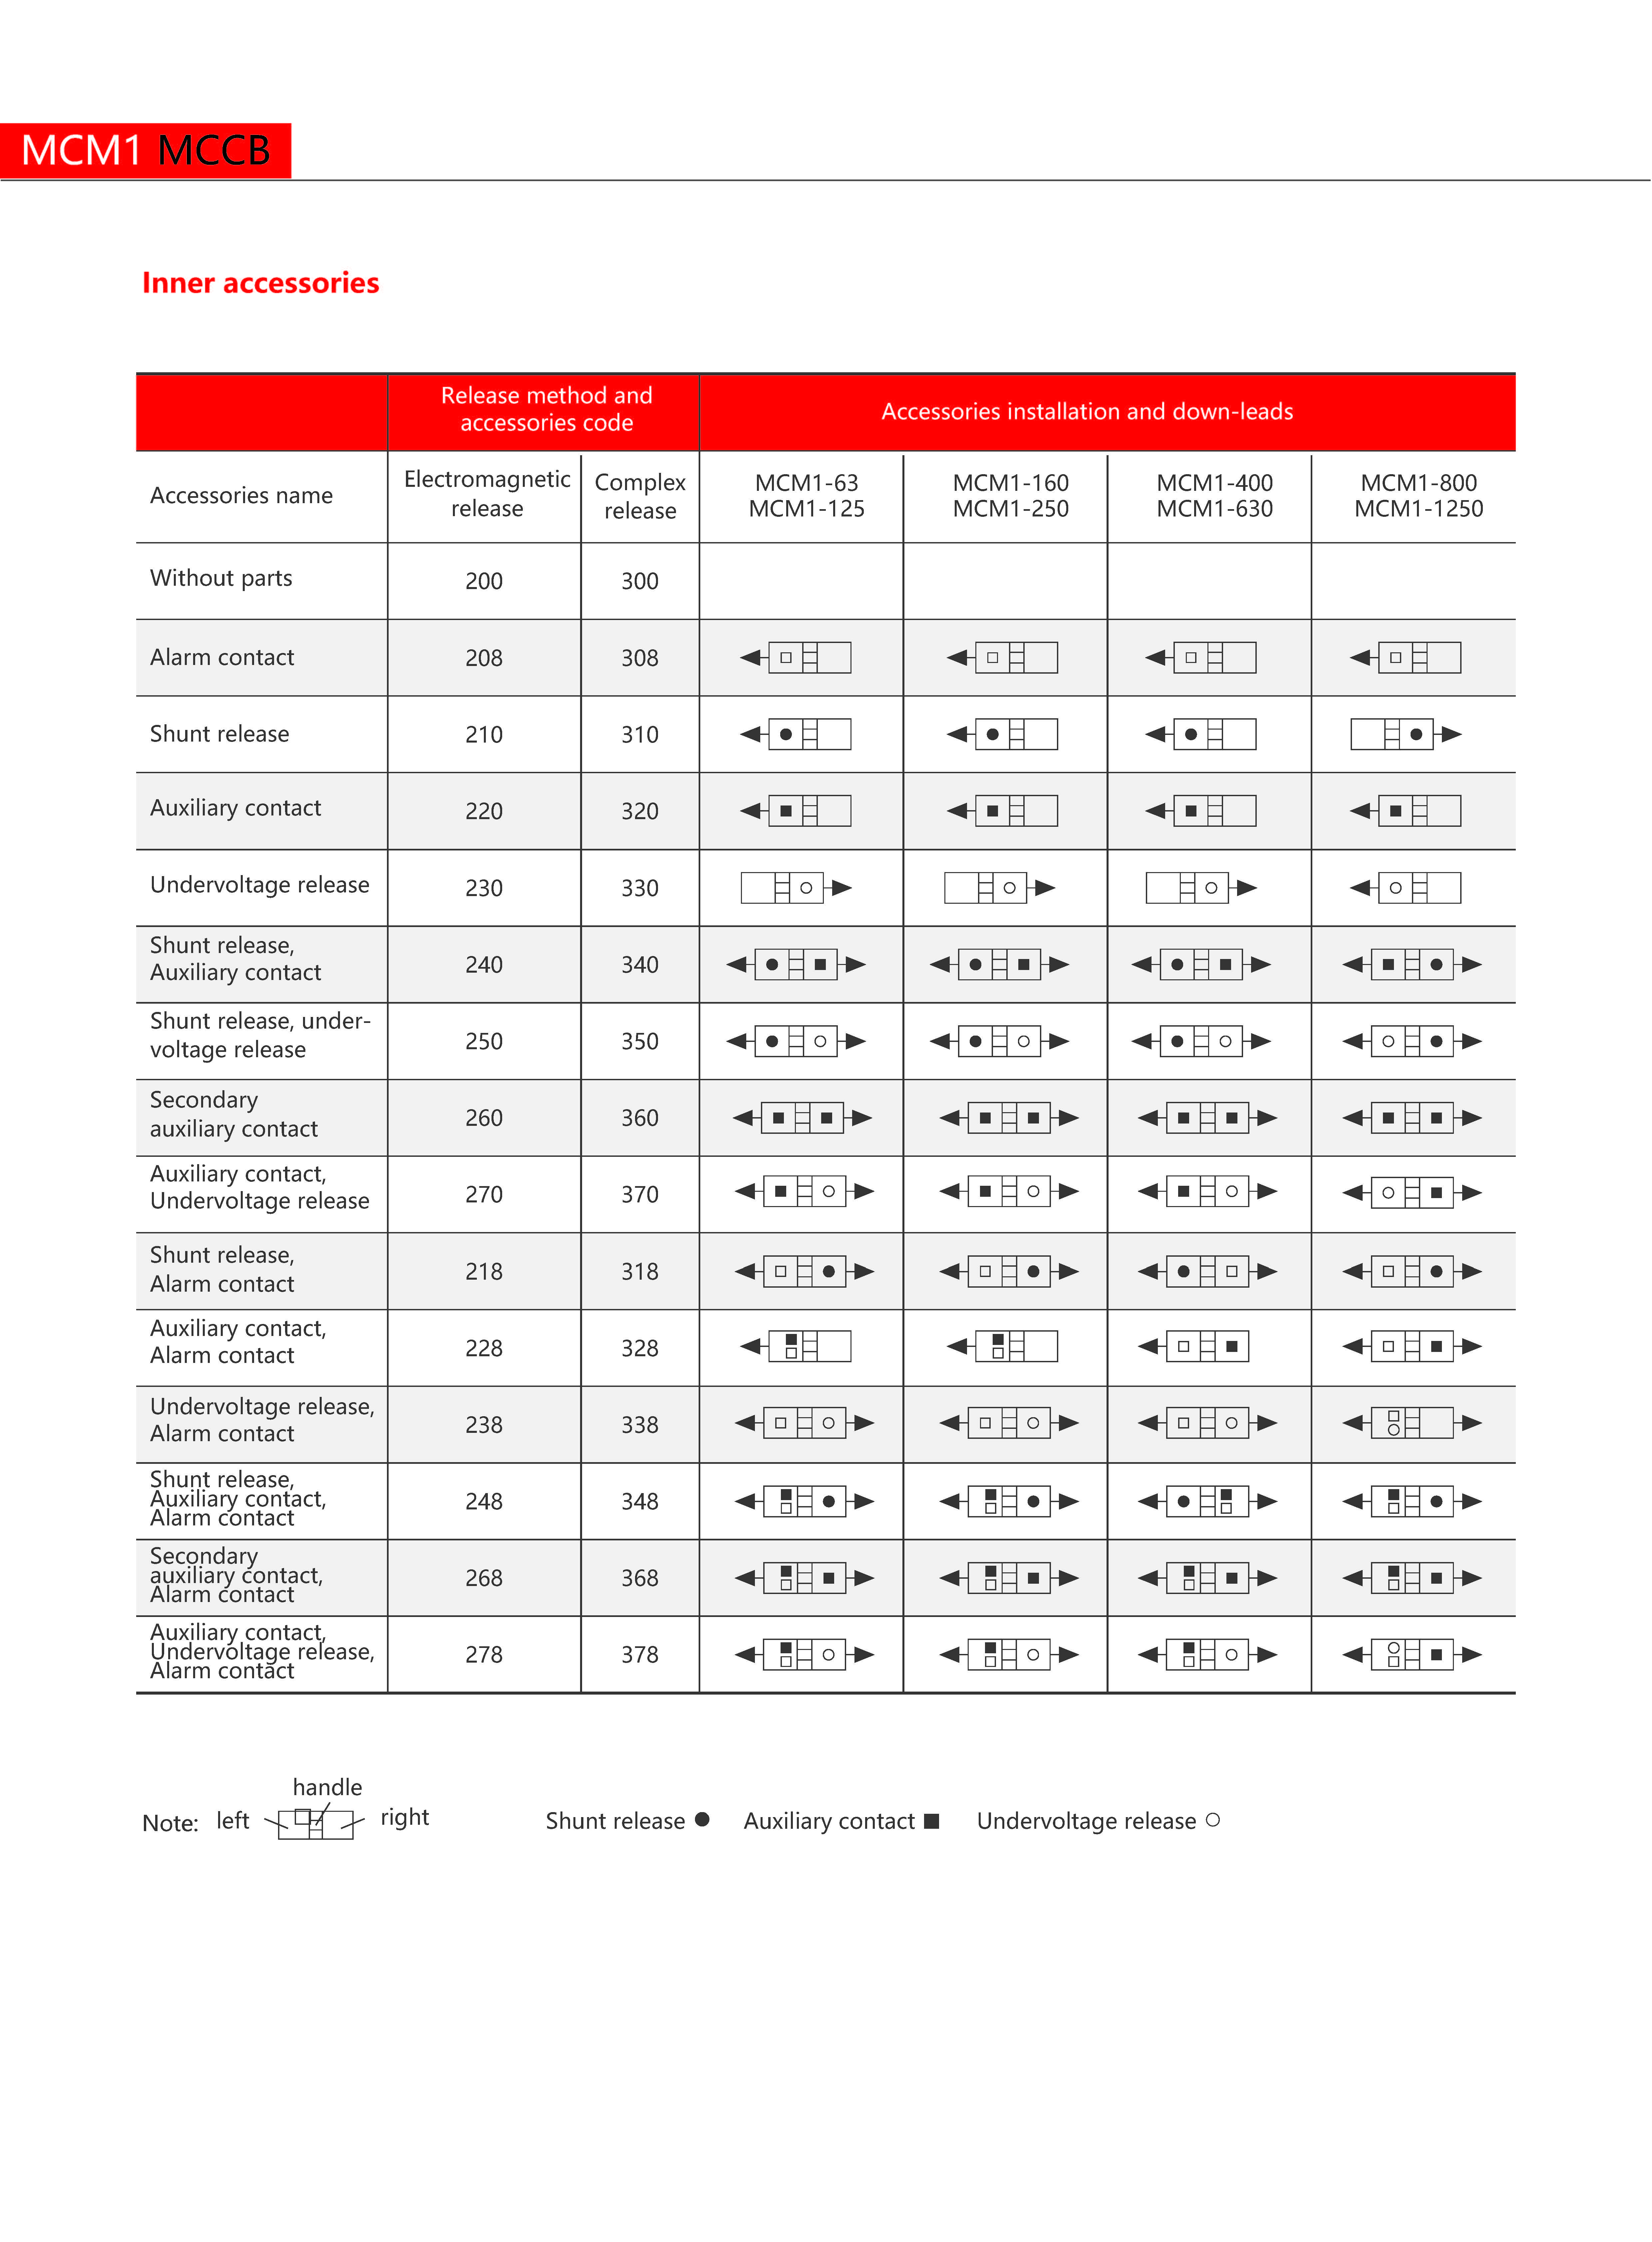 MCM1 MCCB
Inner accessories
Release method and
accessories code
Accessories installation and down-leads
Accessories name
Electromagnetic
release
Complex
release
MCM1-63
MCM1-125
MCM1-160
MCM1-250
MCM1-400
MCM1-630
MCM1-800
MCM1-1250
Without parts 200 300
Alarm contact 208 308
Shunt release 210 310
Auxiliary contact 220 320
Undervoltage release 230 330
Shunt release,
Auxiliary contact
240 340
Shunt release, under-
voltage release
250 350
Secondary
auxiliary contact
260 360
Auxiliary contact,
Undervoltage release
270 370
Shunt release,
Alarm contact
218 318
Auxiliary contact,
Alarm contact
228 328
Undervoltage release,
Alarm contact
238 338
Shunt release,
Auxiliary contact,
Alarm contact
248 348
Secondary
auxiliary contact,
Alarm contact
268 368
Auxiliary contact,
Undervoltage release,
Alarm contact
278 378
handle
Note: left right Shunt release ● Auxiliary contact ■ Undervoltage release ○